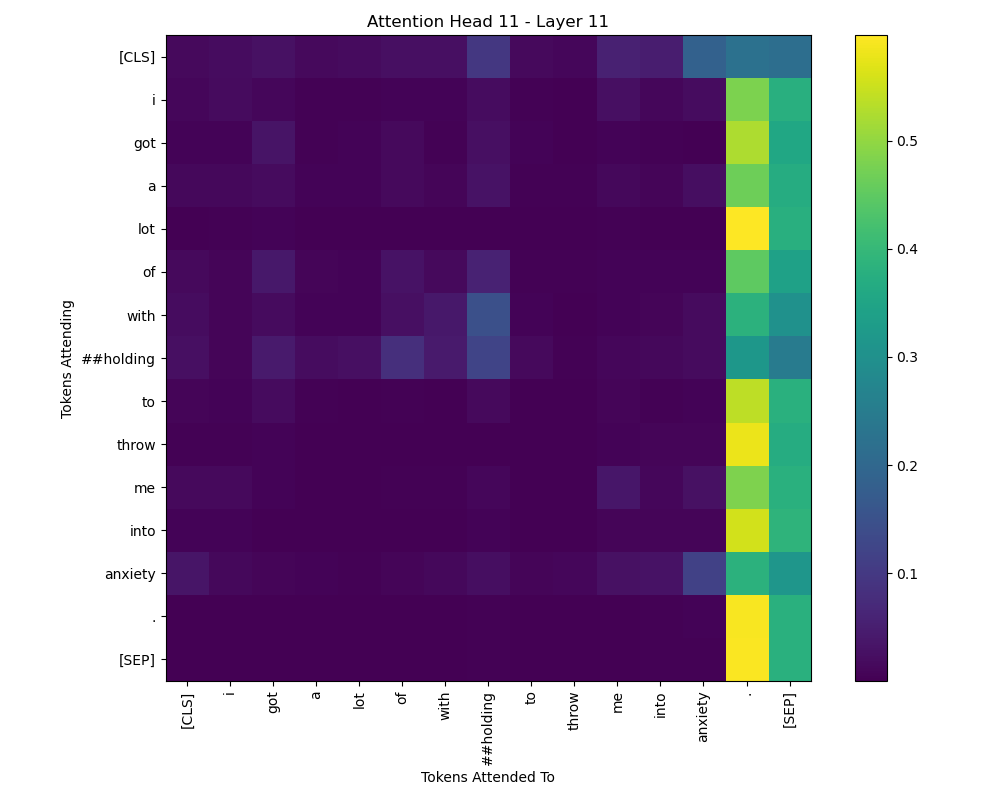 Attention Head 11 - Layer 11
Tokens Attending
[CLS]
i
got
a
lot
of
with
##holding
to
throw
me
into
anxiety
.
[SEP]
[CLS]
i
got
a
lot
of
with
##holding
to
throw
me
into
anxiety
.
[SEP]
Tokens Attended To
0.5
0.4
0.3
0.2
0.1